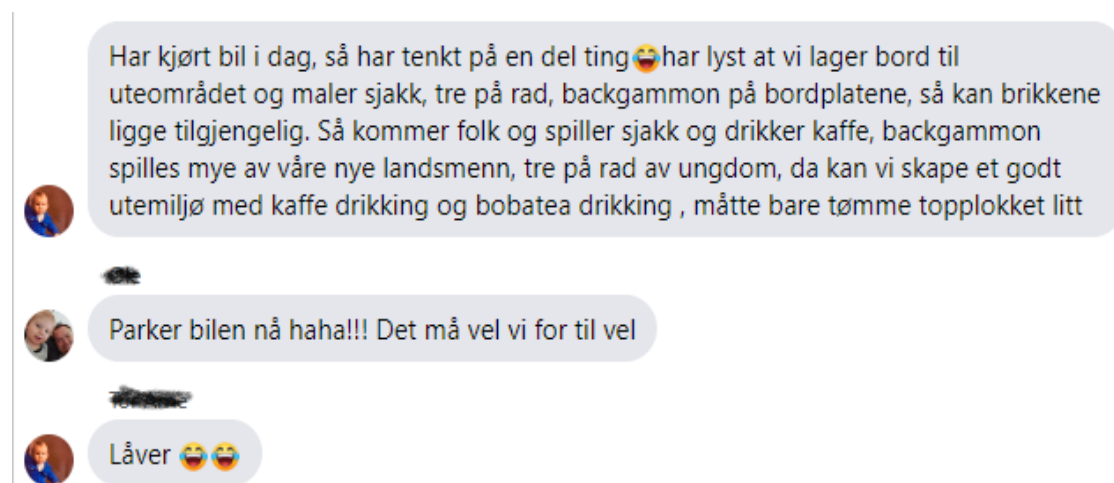 Har kjørt bil i dag, så har tenkt på en del ting😂har lyst at vi lager bord til
uteområdet og maler sjakk, tre på rad, backgammon på bordplatene, så kan brikkene
ligge tilgjengelig. Så kommer folk og spiller sjakk og drikker kaffe, backgammon
spilles mye av våre nye landsmenn, tre på rad av ungdom, da kan vi skape et godt
utemiljø med kaffe drikking og bobatea drikking , måtte bare tømme topplokket litt
Parker bilen nå haha!!! Det må vel vi for til vel
Låver 😂😂